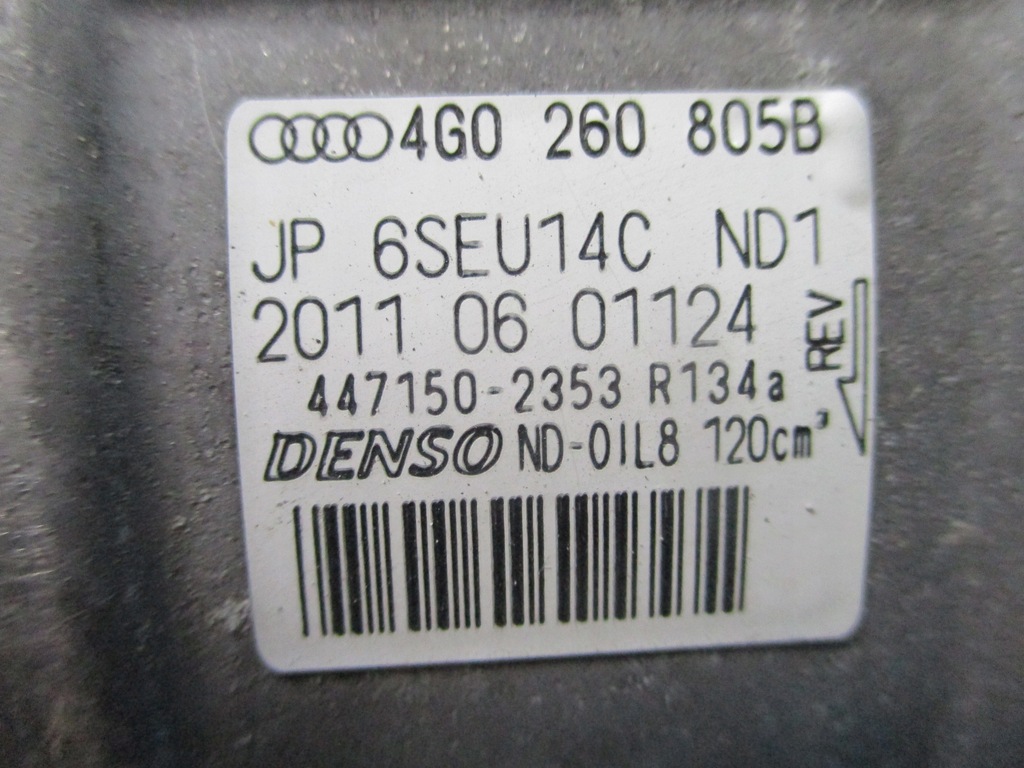 4G0 260 805B
JP 6SEU14C ND1
2011 06 01124
447150-2353 R134a
DENSO ND-OIL8 120cm³
REV